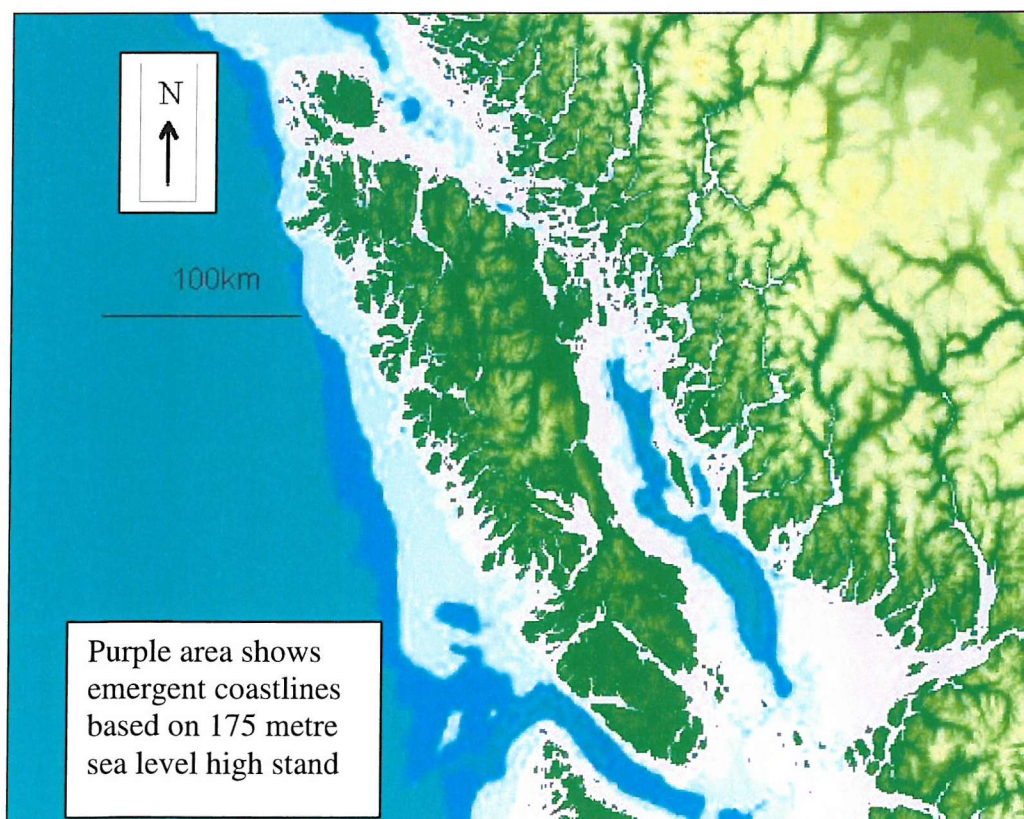 N
100km
Purple area shows
emergent coastlines
based on 175 metre
sea level high stand